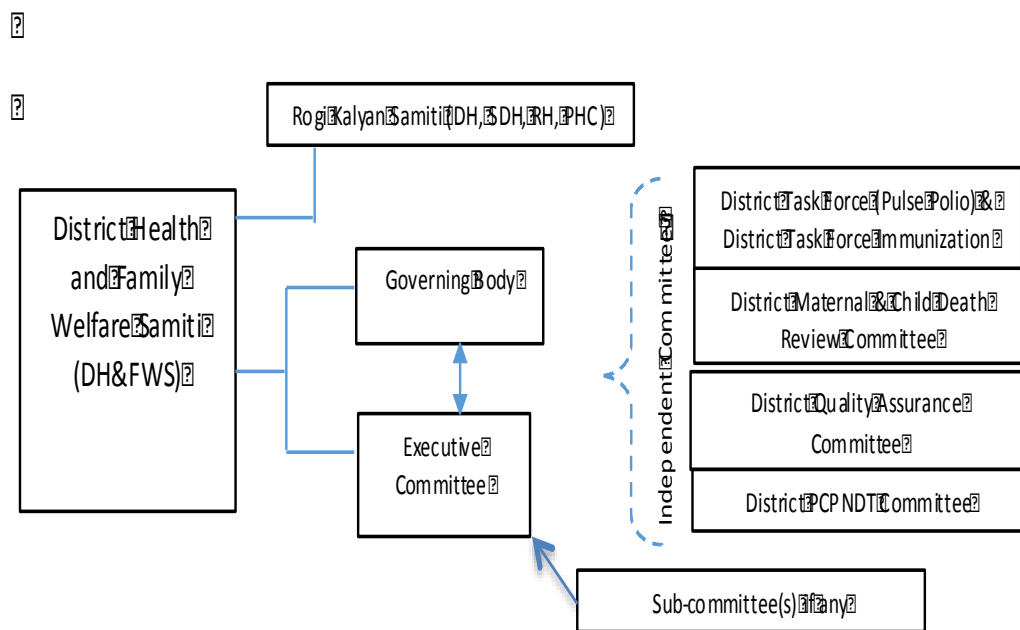 Rogi Kalyan Samiti (DH, SDH, RH, PHC)
District Health
and Family
Welfare Samiti
(DH&FWS)
Governing Body
Executive
Committee
Independent Committees
District Task Force (Pulse Polio) &
District Task Force Immunization
District Maternal & Child Death
Review Committee
District Quality Assurance
Committee
District PCPNDT Committee
Sub-committee(s) if any